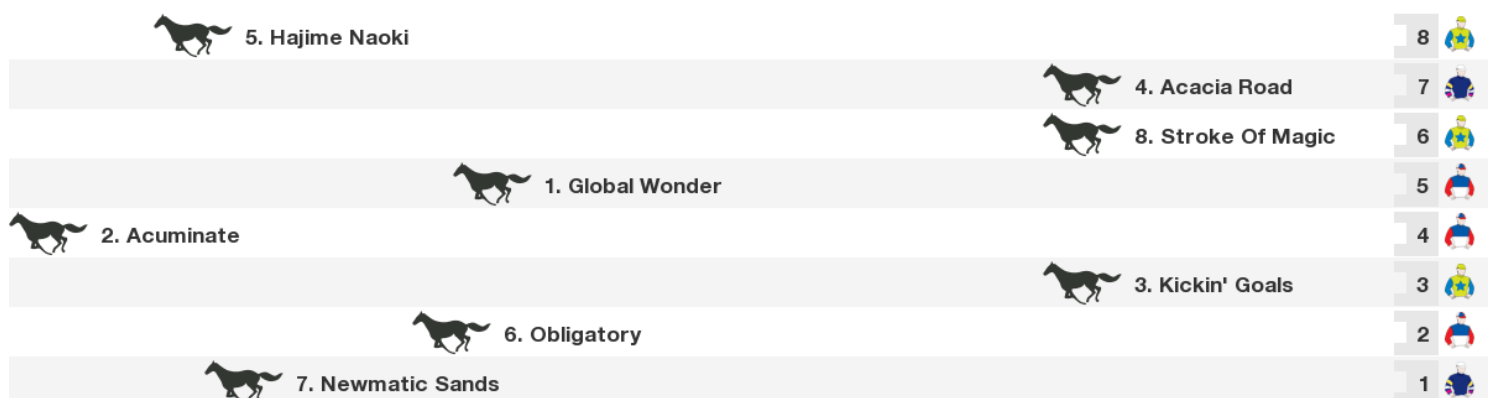 5. Hajime Naoki 8
4. Acacia Road 7
8. Stroke Of Magic 6
1. Global Wonder 5
2. Acuminate 4
3. Kickin' Goals 3
6. Obligatory 2
7. Newmatic Sands 1